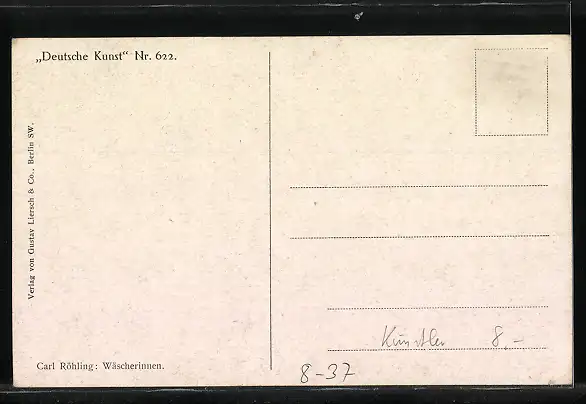 „Deutsche Kunst“ Nr. 622.
Verlag von Gustav Liersch & Co., Berlin SW.
Carl Röhling: Wäscherinnen.
Künstler 8.-
8-37